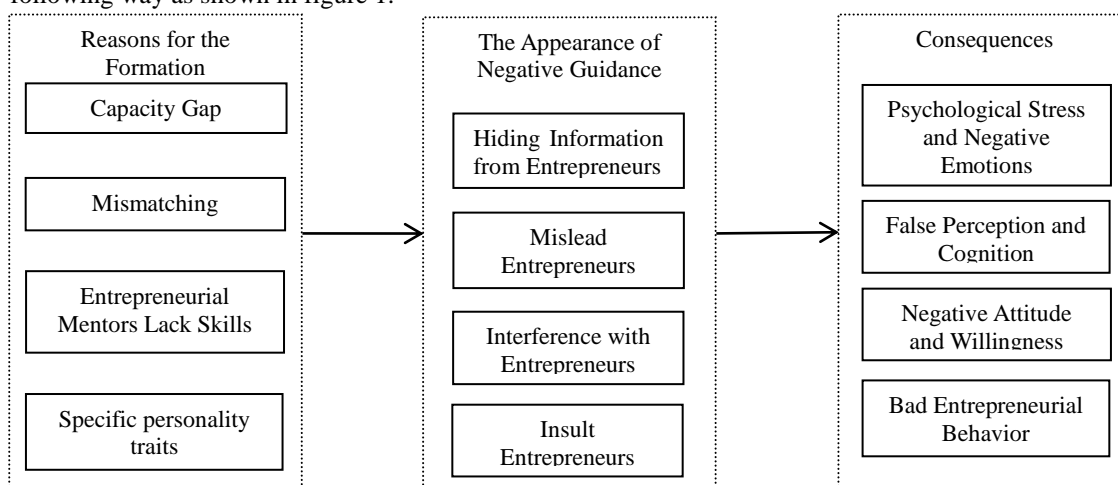 following way as shown in figure 1.
Reasons for the
Formation
Capacity Gap
Mismatching
Entrepreneurial
Mentors Lack Skills
Specific personality
traits
The Appearance of
Negative Guidance
Hiding Information
from Entrepreneurs
Mislead
Entrepreneurs
Interference with
Entrepreneurs
Insult
Entrepreneurs
Consequences
Psychological Stress
and Negative
Emotions
False Perception and
Cognition
Negative Attitude
and Willingness
Bad Entrepreneurial
Behavior